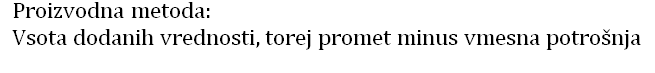 Proizvodna metoda:
Vsota dodanih vrednosti, torej promet minus vmesna potrošnja